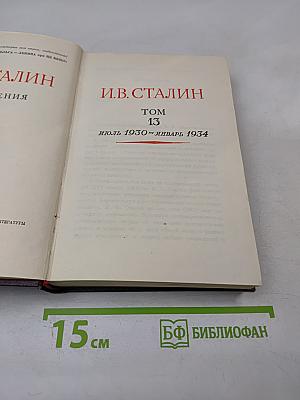 СТАЛИН
ЕНИЯ
И.В. СТАЛИН
ТОМ
13
ИЮЛЬ 1930 — ЯНВАРЬ 1934
15 см
БФ БИБЛИОФАН